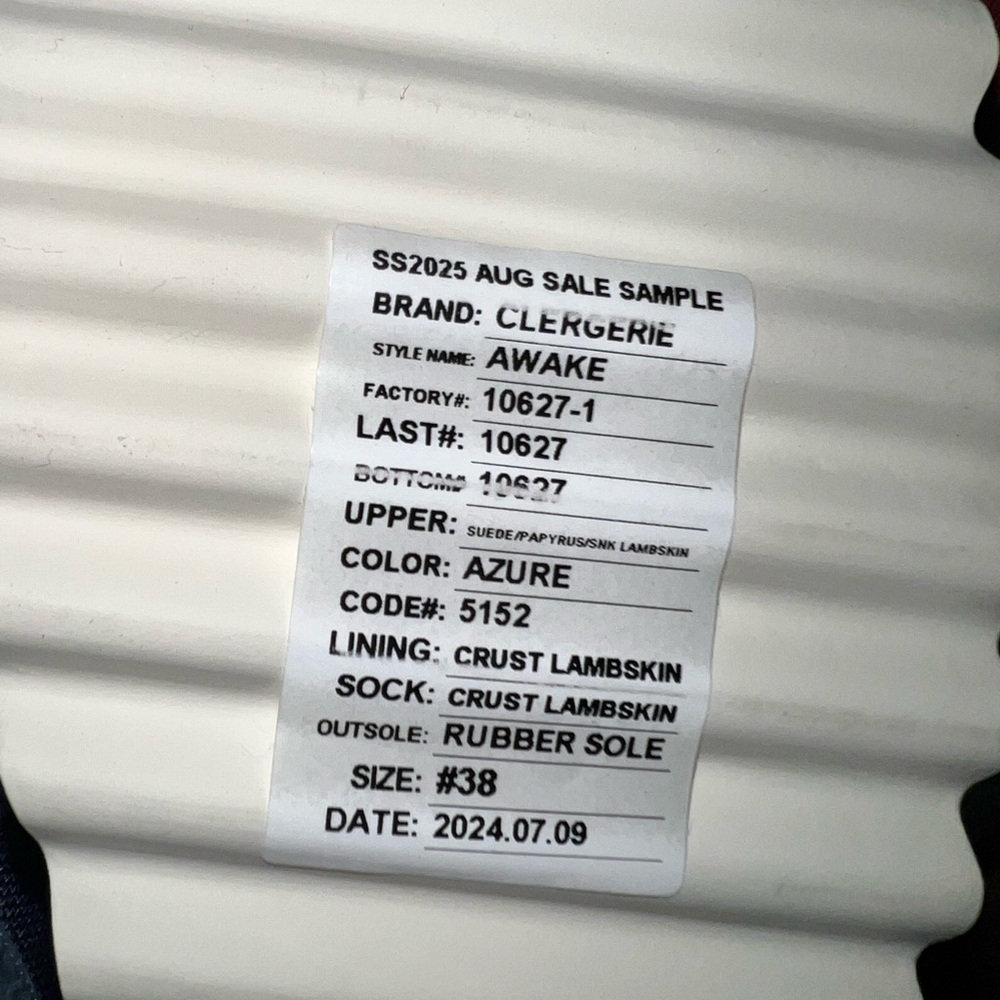 SS2025 AUG SALE SAMPLE
BRAND: CLERGERIE
STYLE NAME: AWAKE
FACTORY#: 10627-1
LAST#: 10627
BOTTOM# 10627
UPPER: SUEDE/PAPYRUS/SNK LAMBSKIN
COLOR: AZURE
CODE#: 5152
LINING: CRUST LAMBSKIN
SOCK: CRUST LAMBSKIN
OUTSOLE: RUBBER SOLE
SIZE: #38
DATE: 2024.07.09